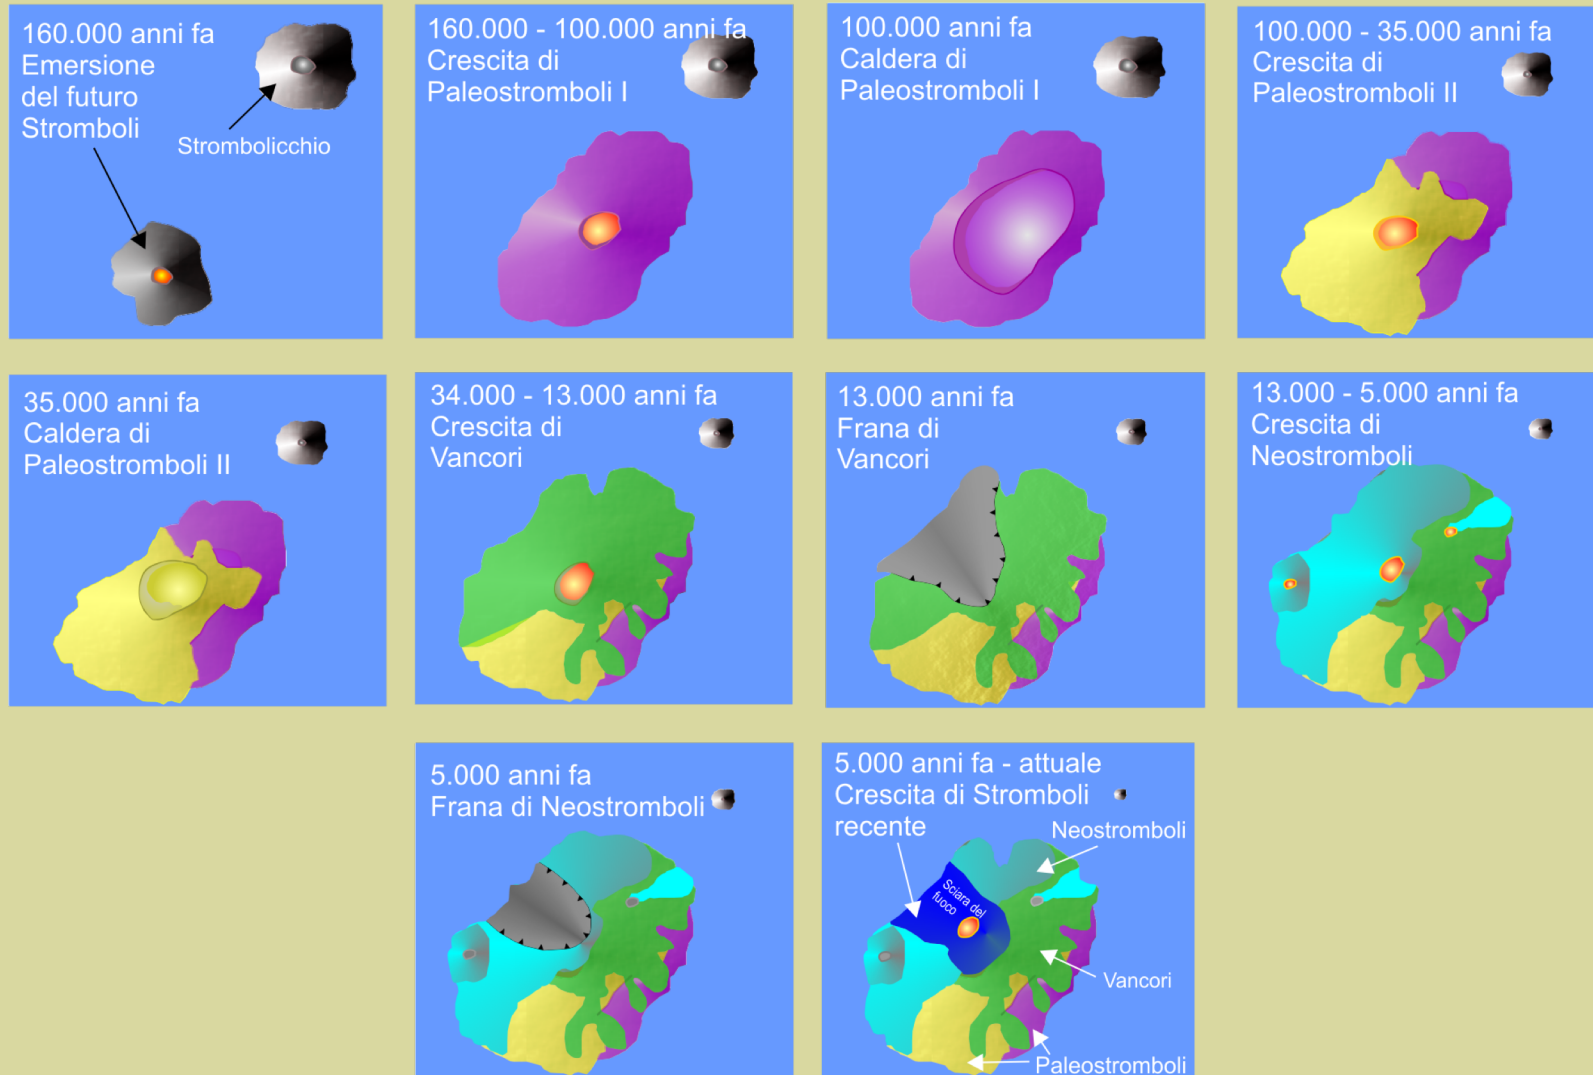 160.000 anni fa
Emersione
del futuro
Stromboli
Strombolicchio
160.000 - 100.000 anni fa
Crescita di
Paleostromboli I
100.000 anni fa
Caldera di
Paleostromboli I
100.000 - 35.000 anni fa
Crescita di
Paleostromboli II
35.000 anni fa
Caldera di
Paleostromboli II
34.000 - 13.000 anni fa
Crescita di
Vancori
13.000 anni fa
Frana di
Vancori
13.000 - 5.000 anni fa
Crescita di
Neostromboli
5.000 anni fa
Frana di Neostromboli
5.000 anni fa - attuale
Crescita di Stromboli
recente
Neostromboli
Sciara del
fuoco
Vancori
Paleostromboli